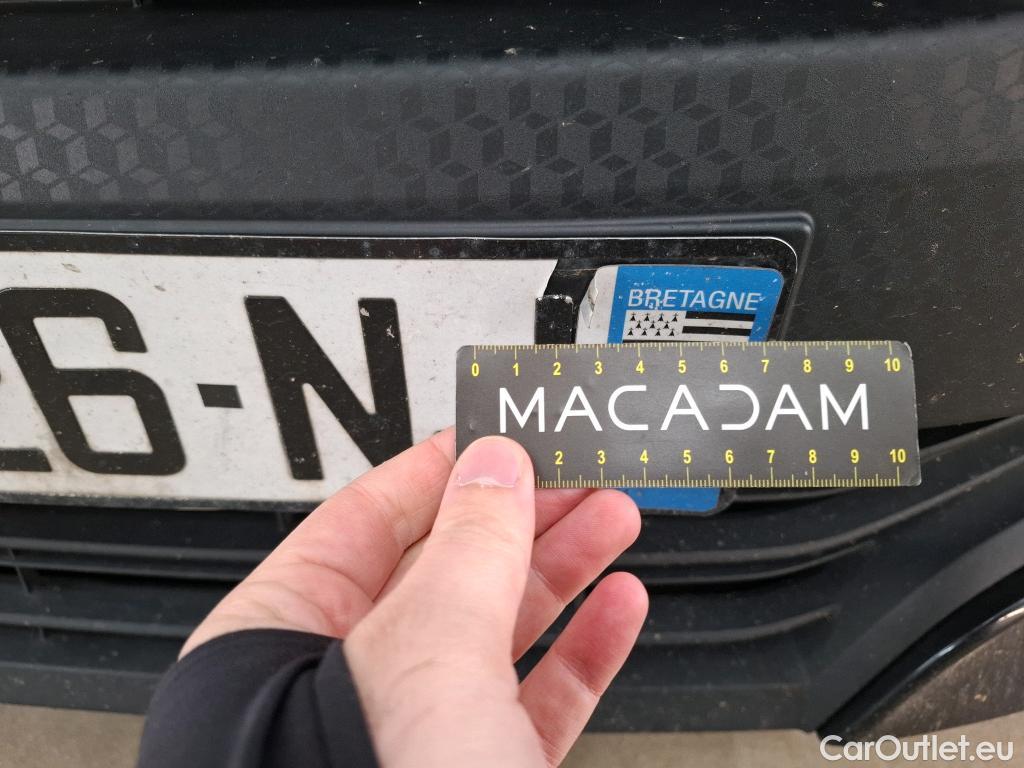 BRETAGNE
26-N
0 1 2 3 4 5 6 7 8 9 10
MACADAM
2 3 4 5 6 7 8 9 10
CarOutlet.eu